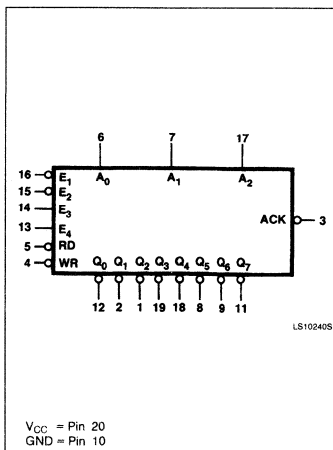 6 7 17
16 E1 A0 A1 A2
15 E2
14 E3 ACK 3
13 E4
5 RD
4 WR Q0 Q1 Q2 Q3 Q4 Q5 Q6 Q7
12 2 1 19 18 8 9 11
LS10240S
VCC = Pin 20
GND = Pin 10